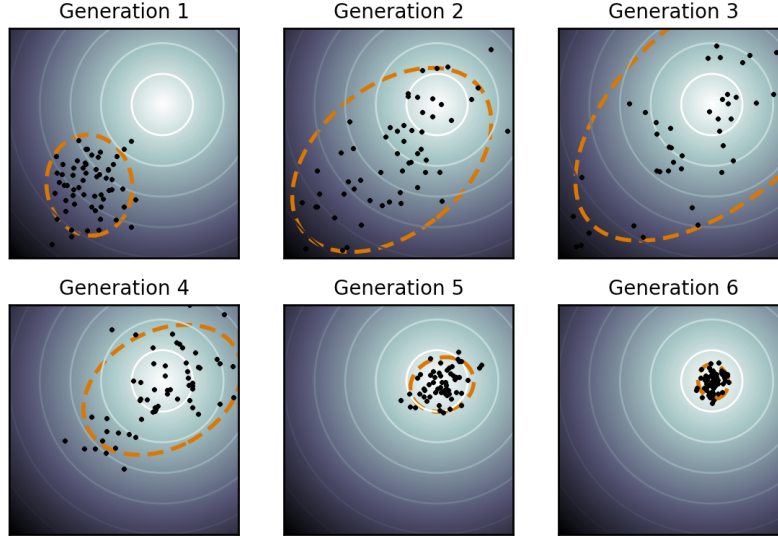 Generation 1
Generation 2
Generation 3
Generation 4
Generation 5
Generation 6